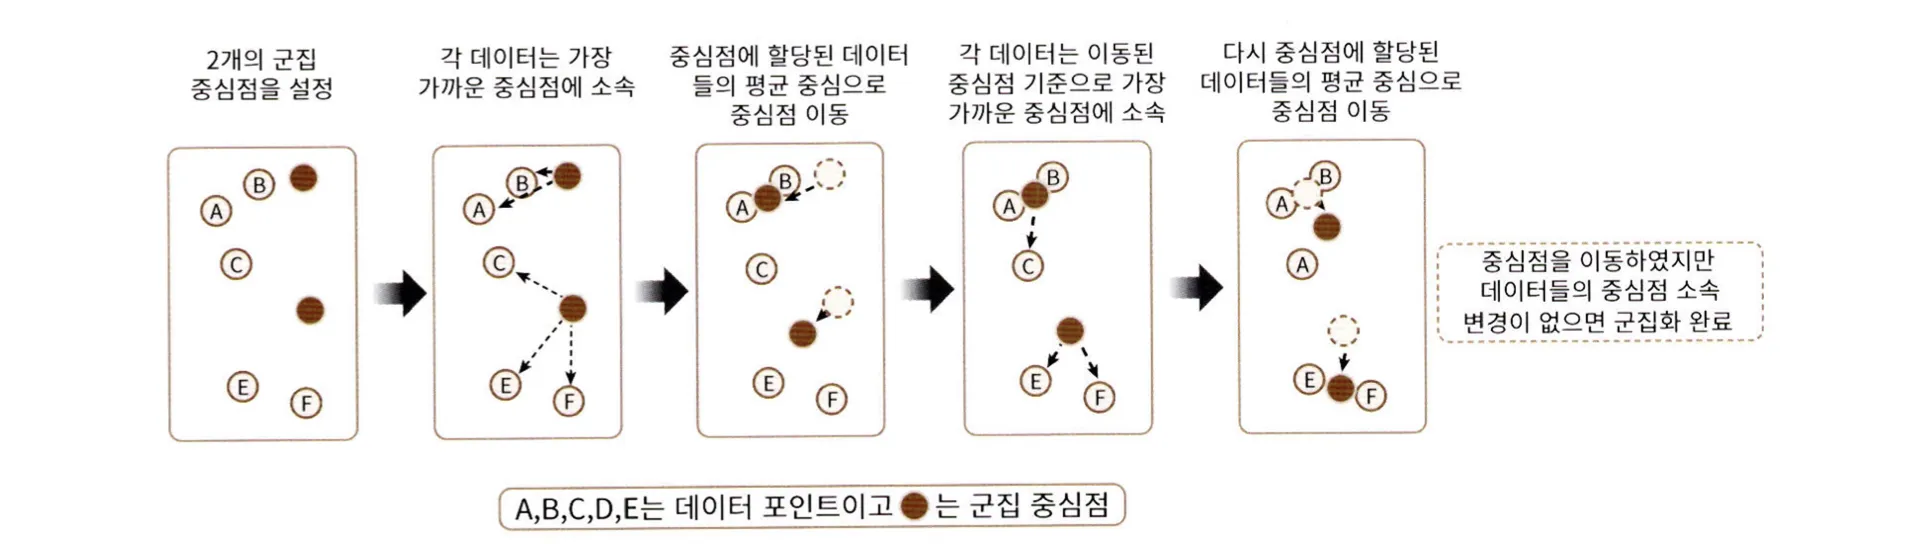 2개의 군집
중심점을 설정
각 데이터는 가장
가까운 중심점에 소속
중심점에 할당된 데이터
들의 평균 중심으로
중심점 이동
각 데이터는 이동된
중심점 기준으로 가장
가까운 중심점에 소속
다시 중심점에 할당된
데이터들의 평균 중심으로
중심점 이동
B
A
C
E
F
B
A
C
E
F
B
A
C
E
F
B
A
C
E
F
B
A
A
E
F
중심점을 이동하였지만
데이터들의 중심점 소속
변경이 없으면 군집화 완료
A,B,C,D,E는 데이터 포인트이고 는 군집 중심점